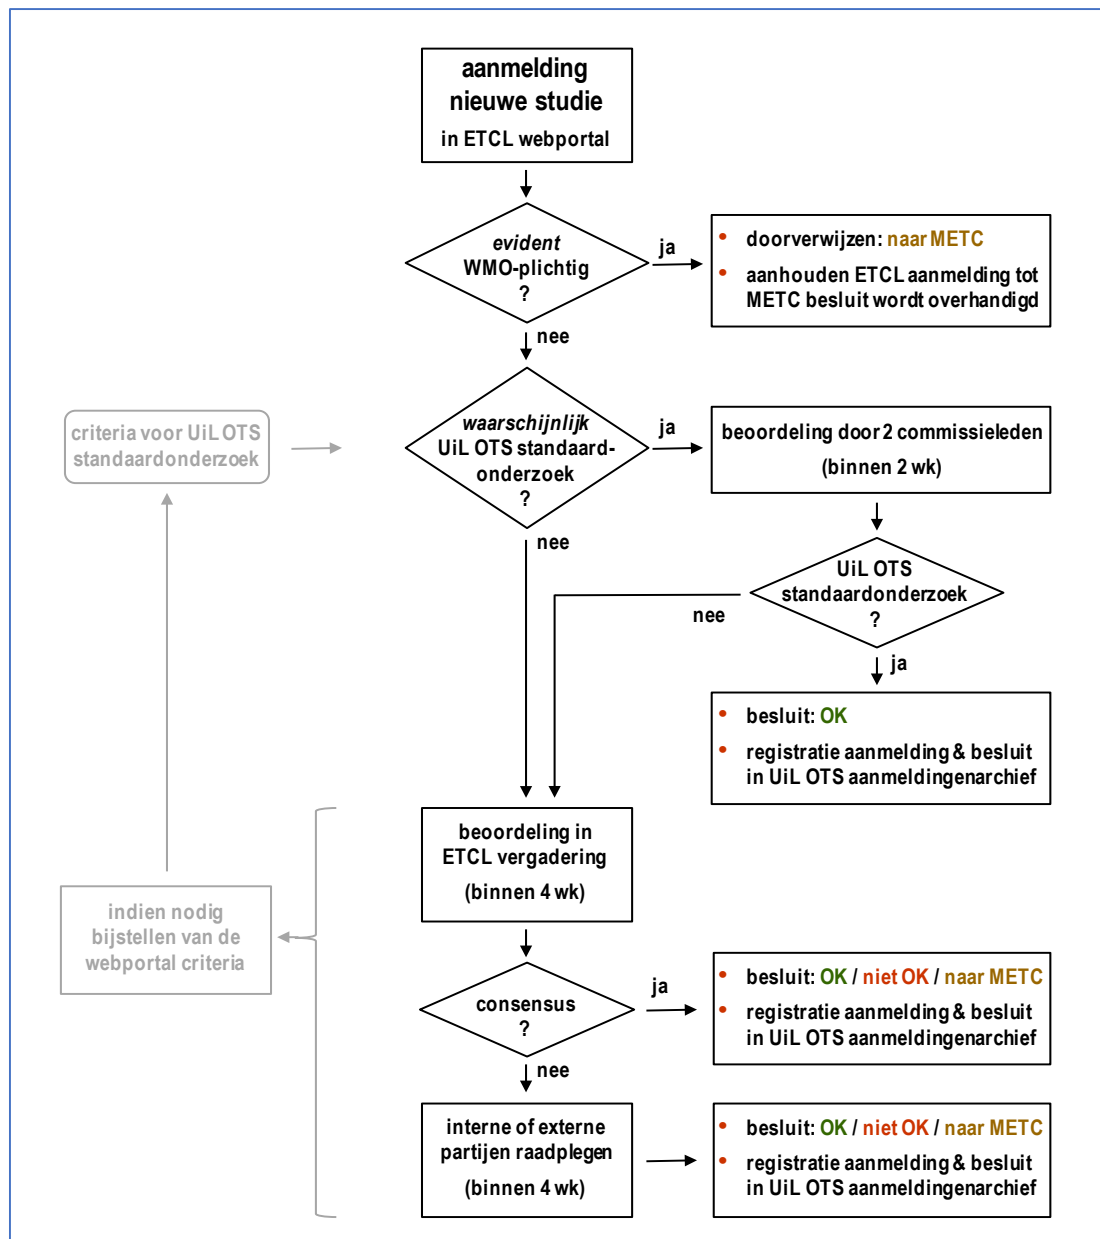 aanmelding
nieuwe studie
in ETCL webportal
evident
WMO-plichtig
?
ja
• doorverwijzen: naar METC
• aanhouden ETCL aanmelding tot
METC besluit wordt overhandigd
nee
criteria voor UiL OTS
standaardonderzoek
waarschijnlijk
UiL OTS standaard-
onderzoek
?
ja
beoordeling door 2 commissieleden
(binnen 2 wk)
nee
UiL OTS
standaardonderzoek
?
nee
ja
• besluit: OK
• registratie aanmelding & besluit
in UiL OTS aanmeldingenarchief
beoordeling in
ETCL vergadering
(binnen 4 wk)
indien nodig
bijstellen van de
webportal criteria
consensus
?
ja
• besluit: OK / niet OK / naar METC
• registratie aanmelding & besluit
in UiL OTS aanmeldingenarchief
nee
interne of externe
partijen raadplegen
(binnen 4 wk)
• besluit: OK / niet OK / naar METC
• registratie aanmelding & besluit
in UiL OTS aanmeldingenarchief